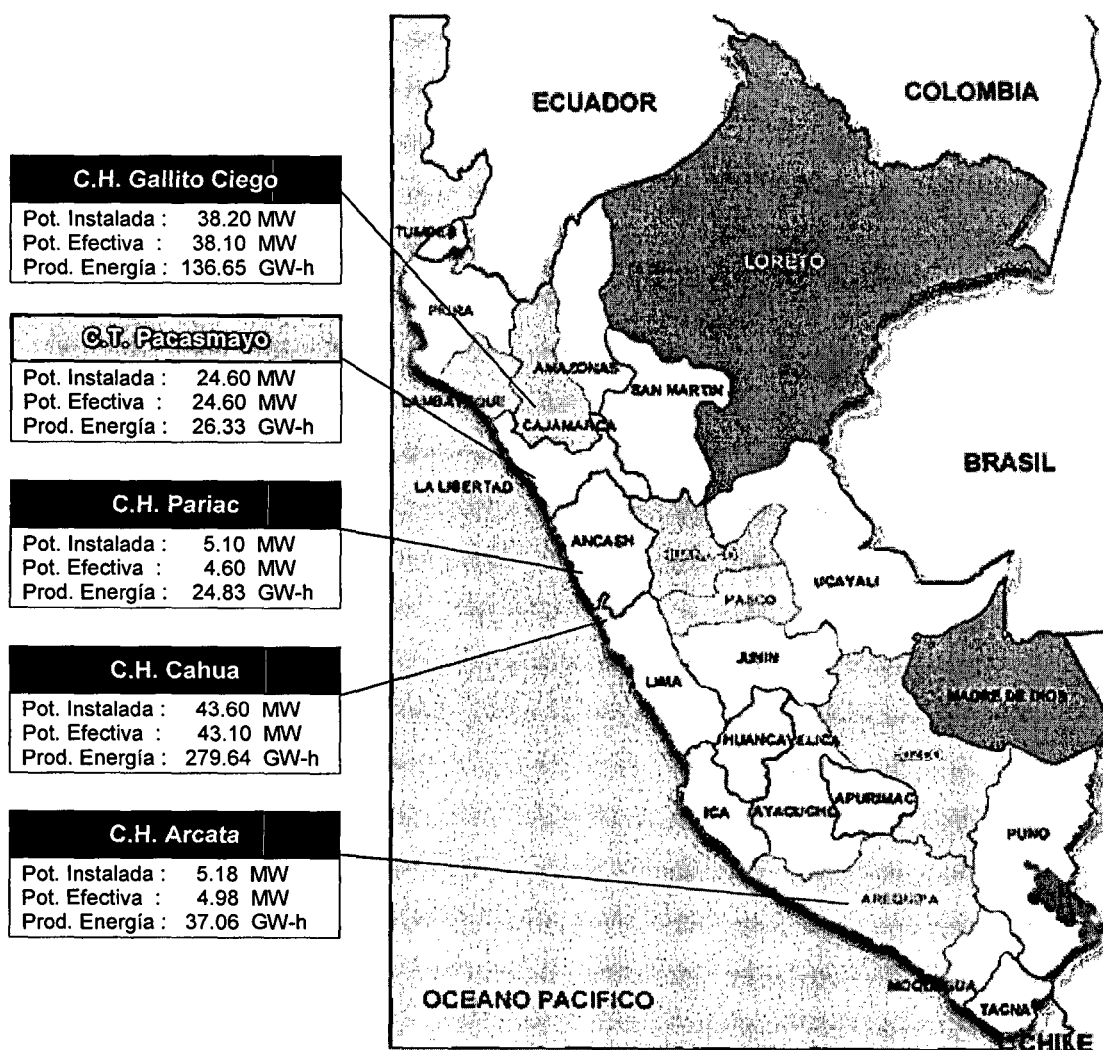 C.H. Gallito Ciego
Pot. Instalada : 38.20 MW
Pot. Efectiva : 38.10 MW
Prod. Energía : 136.65 GW-h
C.T. Pacasmayo
Pot. Instalada : 24.60 MW
Pot. Efectiva : 24.60 MW
Prod. Energía : 26.33 GW-h
C.H. Pariac
Pot. Instalada : 5.10 MW
Pot. Efectiva : 4.60 MW
Prod. Energía : 24.83 GW-h
C.H. Cahua
Pot. Instalada : 43.60 MW
Pot. Efectiva : 43.10 MW
Prod. Energía : 279.64 GW-h
C.H. Arcata
Pot. Instalada : 5.18 MW
Pot. Efectiva : 4.98 MW
Prod. Energía : 37.06 GW-h
ECUADOR
COLOMBIA
TUMBES
LORETO
PIURA
AMAZONAS
SAN MARTIN
LAMBAYEQUE
CAJAMARCA
BRASIL
LA LIBERTAD
ANCASH
UCAYALI
PASCO
JUNIN
LIMA
MADRE DE DIOS
HUANCAVELICA
ICA
AYACUCHO
APURIMAC
PUNO
AREQUIPA
MOQUEGUA
OCEANO PACIFICO
TACNA
CHILE